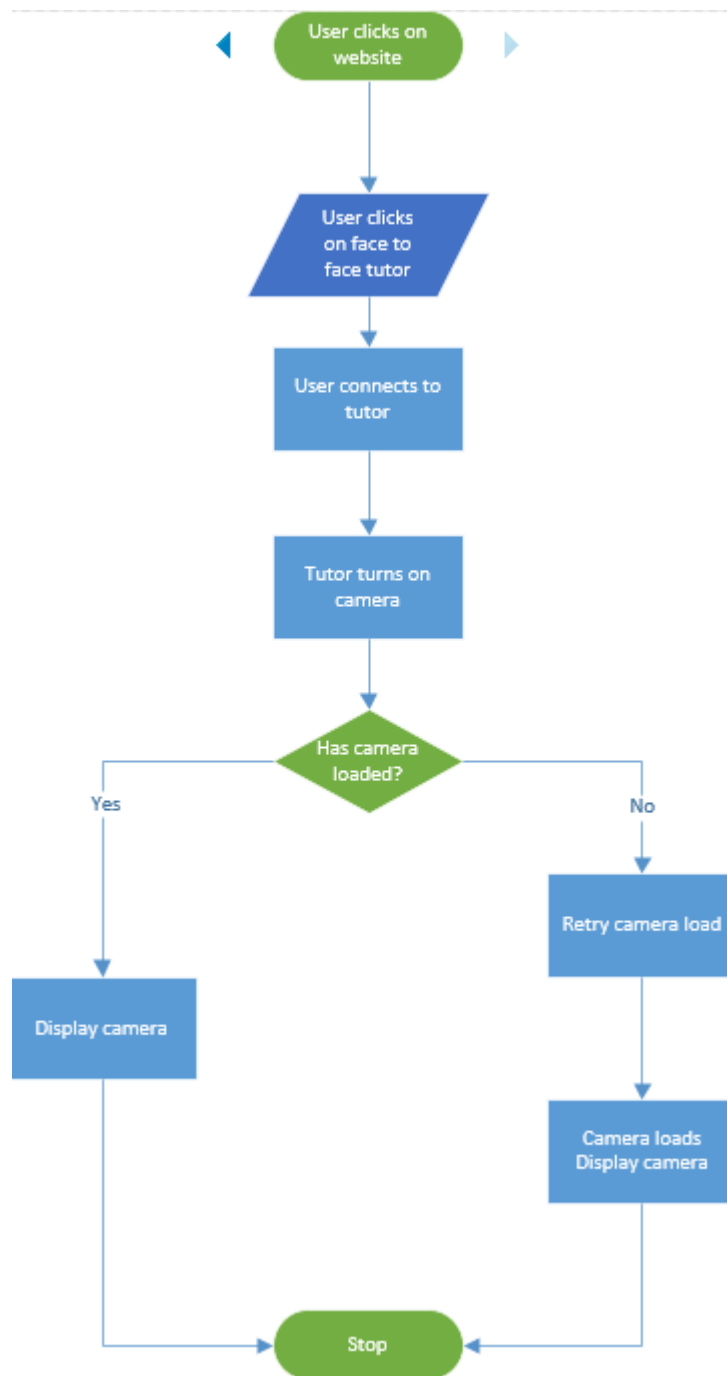 User clicks on
website
User clicks
on face to
face tutor
User connects to
tutor
Tutor turns on
camera
Has camera
loaded?
Yes
No
Retry camera load
Display camera
Camera loads
Display camera
Stop